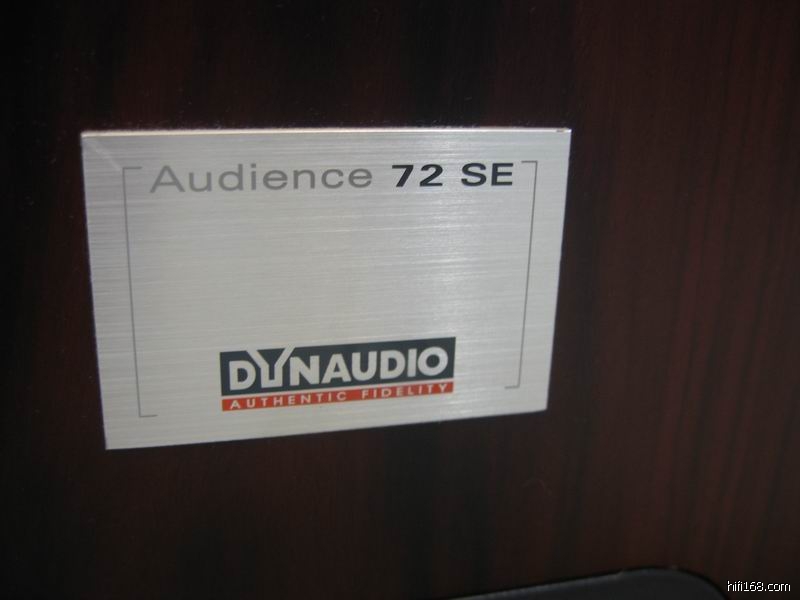 Audience 72 SE
DYNAUDIO
AUTHENTIC FIDELITY
hifi168.com